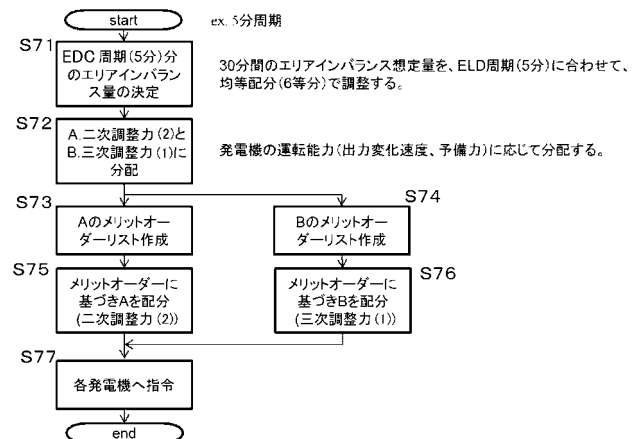 start
ex. 5分周期
S71
EDC 周期(5分)分
のエリアインバラン
ス量の決定
30分間のエリアインバランス想定量を、ELD周期(5分)に合わせて、
均等配分(6等分)で調整する。
S72
A.二次調整力(2)と
B.三次調整力(1)に
分配
発電機の運転能力(出力変化速度、予備力)に応じて分配する。
S73
Aのメリットオー
ダーリスト作成
S74
Bのメリットオー
ダーリスト作成
S75
メリットオーダーに
基づきAを配分
(二次調整力(2))
S76
メリットオーダーに
基づきBを配分
(三次調整力(1))
S77
各発電機へ指令
end